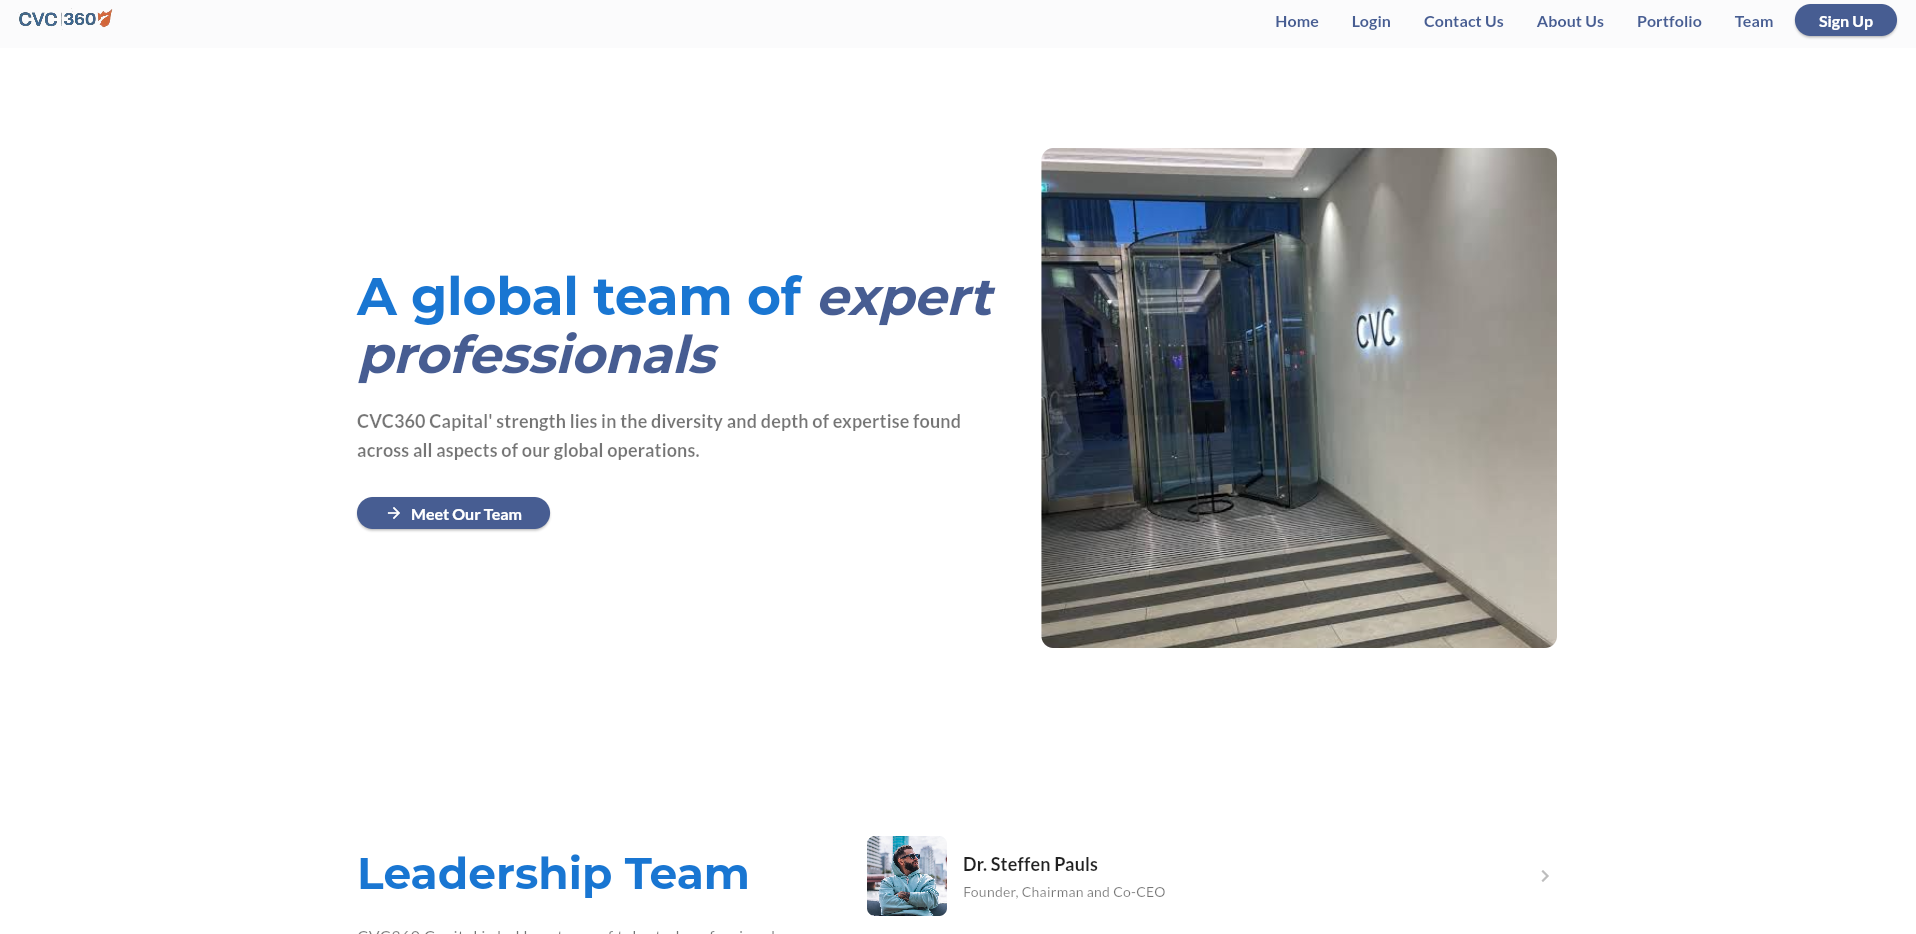 CVC 360
Home
Login
Contact Us
About Us
Portfolio
Team
Sign Up
A global team of expert
professionals
CVC360 Capital' strength lies in the diversity and depth of expertise found
across all aspects of our global operations.
Meet Our Team
CVC
Leadership Team
Dr. Steffen Pauls
Founder, Chairman and Co-CEO